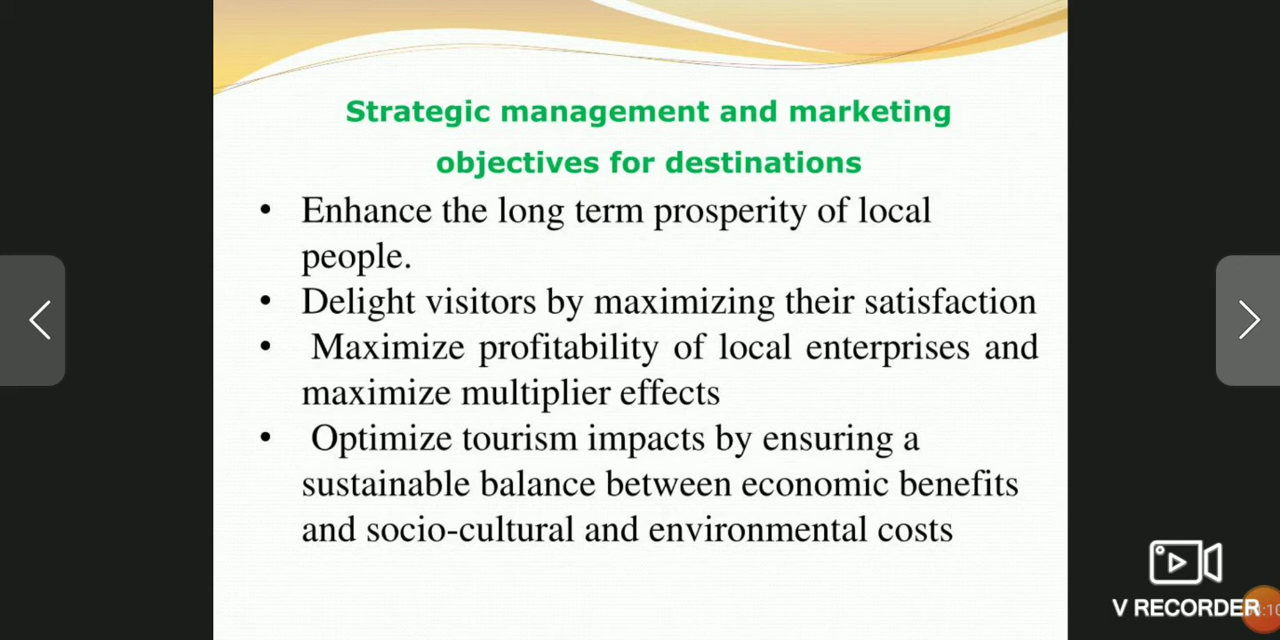 Strategic management and marketing
objectives for destinations
• Enhance the long term prosperity of local
people.
• Delight visitors by maximizing their satisfaction
• Maximize profitability of local enterprises and
maximize multiplier effects
• Optimize tourism impacts by ensuring a
sustainable balance between economic benefits
and socio-cultural and environmental costs
V RECORDER